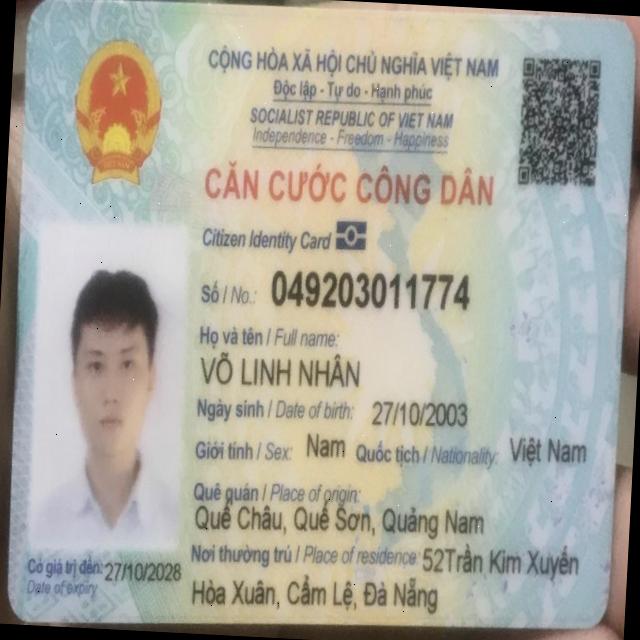 CỘNG HÒA XÃ HỘI CHỦ NGHĨA VIỆT NAM
Độc lập - Tự do - Hạnh phúc
SOCIALIST REPUBLIC OF VIET NAM
Independence - Freedom - Happiness
CĂN CƯỚC CÔNG DÂN
Citizen Identity Card
Số / No.: 049203011774
Họ và tên / Full name:
VÕ LINH NHÂN
Ngày sinh / Date of birth: 27/10/2003
Giới tính / Sex: Nam Quốc tịch / Nationality: Việt Nam
Quê quán / Place of origin:
Quế Châu, Quế Sơn, Quảng Nam
Nơi thường trú / Place of residence: 52Trần Kim Xuyến
Hòa Xuân, Cẩm Lệ, Đà Nẵng
Có giá trị đến: 27/10/2028
Date of expiry